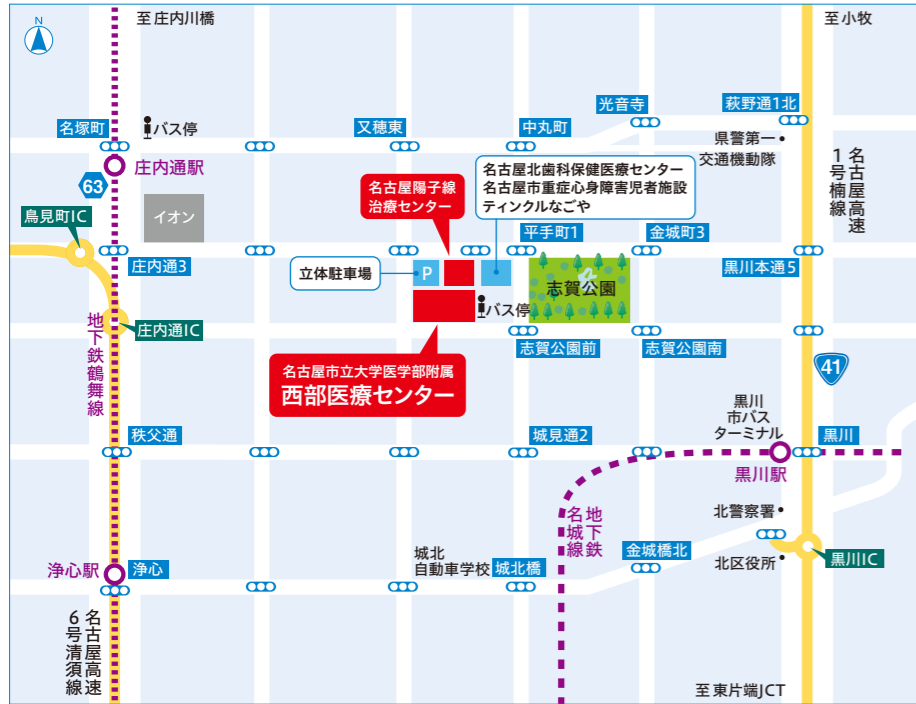 N
至庄内川橋
至小牧
名塚町
バス停
又穂東
中丸町
光音寺
萩野通1北
県警第一
交通機動隊
名古屋高速
1号楠線
庄内通駅
63
イオン
名古屋陽子線
治療センター
名古屋北歯科保健医療センター
名古屋市重症心身障害児者施設
ティンクルなごや
鳥見町IC
庄内通3
立体駐車場
P
平手町1
金城町3
黒川本通5
志賀公園
バス停
庄内通IC
地下鉄鶴舞線
志賀公園前
志賀公園南
名古屋市立大学医学部附属
西部医療センター
41
秩父通
城見通2
黒川
市バス
ターミナル
黒川
黒川駅
地下鉄
名城線
北警察署
浄心駅
浄心
城北
自動車学校
城北橋
金城橋北
北区役所
黒川IC
名古屋高速
6号清須線
至東片端JCT